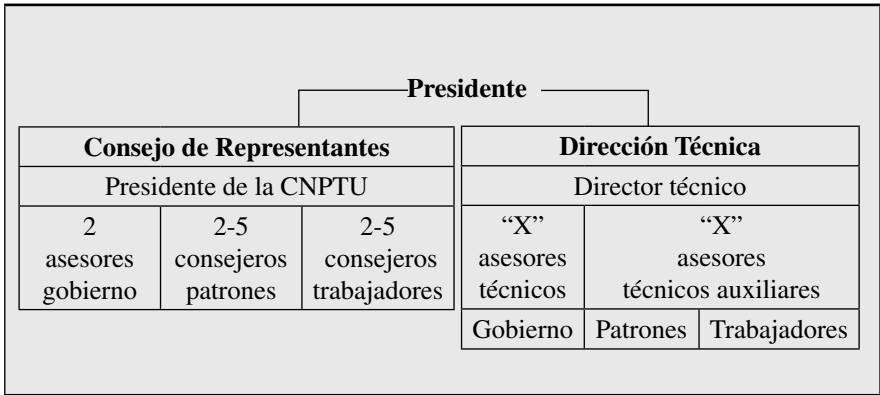 Presidente
Consejo de Representantes
Presidente de la CNPTU
2
asesores
gobierno
2-5
consejeros
patrones
2-5
consejeros
trabajadores
Dirección Técnica
Director técnico
“X”
asesores
técnicos
“X”
asesores
técnicos auxiliares
Gobierno
Patrones
Trabajadores